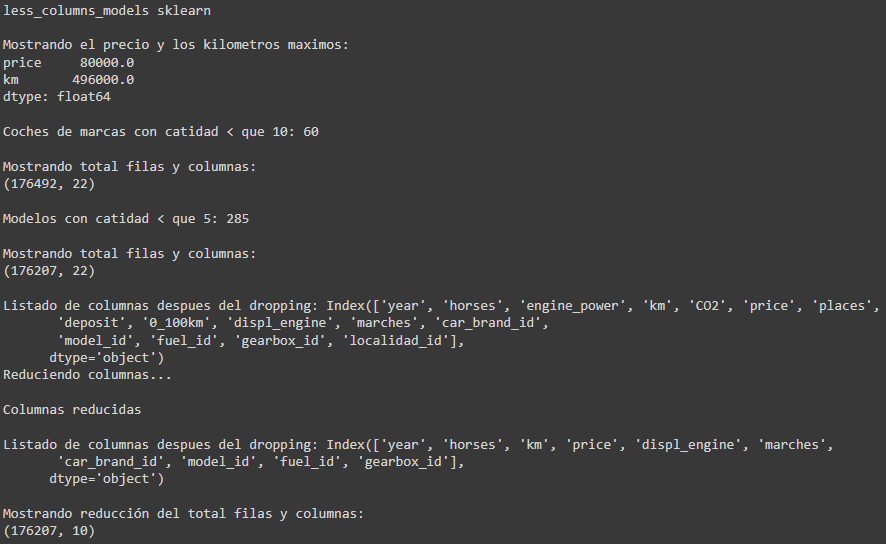 less_columns_models sklearn
Mostrando el precio y los kilometros maximos:
price     80000.0
km       496000.0
dtype: float64
Coches de marcas con catidad < que 10: 60
Mostrando total filas y columnas:
(176492, 22)
Modelos con catidad < que 5: 285
Mostrando total filas y columnas:
(176207, 22)
Listado de columnas despues del dropping: Index(['year', 'horses', 'engine_power', 'km', 'CO2', 'price', 'places',
       'deposit', '0_100km', 'displ_engine', 'marches', 'car_brand_id',
       'model_id', 'fuel_id', 'gearbox_id', 'localidad_id'],
      dtype='object')
Reduciendo columnas...
Columnas reducidas
Listado de columnas despues del dropping: Index(['year', 'horses', 'km', 'price', 'displ_engine', 'marches',
       'car_brand_id', 'model_id', 'fuel_id', 'gearbox_id'],
      dtype='object')
Mostrando reducción del total filas y columnas:
(176207, 10)